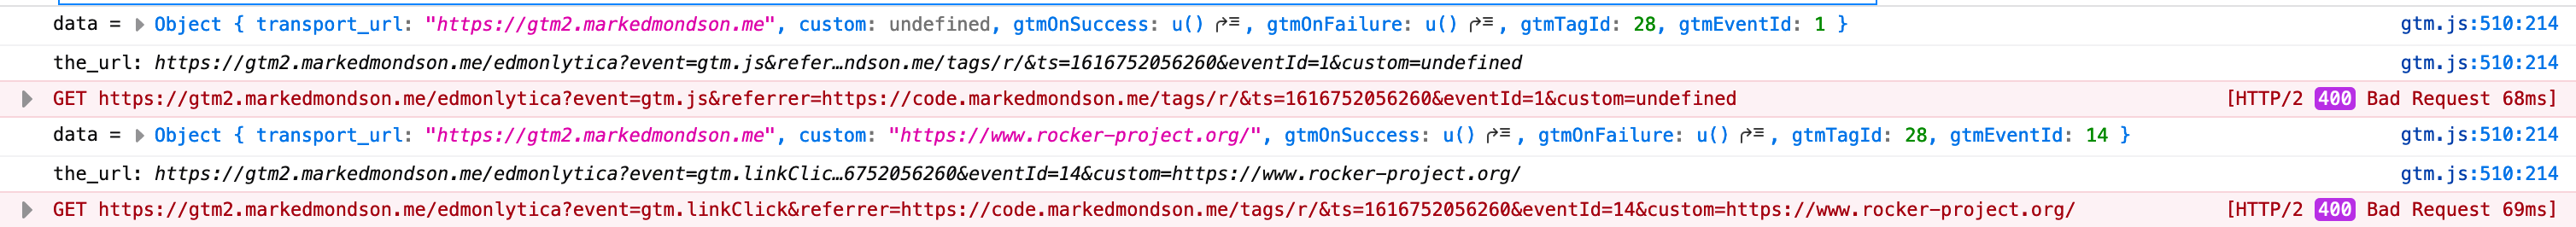 data = ▶ Object { transport_url: "https://gtm2.markedmondson.me", custom: undefined, gtmOnSuccess: u(), gtmOnFailure: u(), gtmTagId: 28, gtmEventId: 1 } gtm.js:510:214
the_url: https://gtm2.markedmondson.me/edmonlytica?event=gtm.js&refer…ndson.me/tags/r/&ts=1616752056260&eventId=1&custom=undefined gtm.js:510:214
▶ GET https://gtm2.markedmondson.me/edmonlytica?event=gtm.js&referrer=https://code.markedmondson.me/tags/r/&ts=1616752056260&eventId=1&custom=undefined [HTTP/2 400 Bad Request 68ms]
data = ▶ Object { transport_url: "https://gtm2.markedmondson.me", custom: "https://www.rocker-project.org/", gtmOnSuccess: u(), gtmOnFailure: u(), gtmTagId: 28, gtmEventId: 14 } gtm.js:510:214
the_url: https://gtm2.markedmondson.me/edmonlytica?event=gtm.linkClic…6752056260&eventId=14&custom=https://www.rocker-project.org/ gtm.js:510:214
▶ GET https://gtm2.markedmondson.me/edmonlytica?event=gtm.linkClick&referrer=https://code.markedmondson.me/tags/r/&ts=1616752056260&eventId=14&custom=https://www.rocker-project.org/ [HTTP/2 400 Bad Request 69ms]